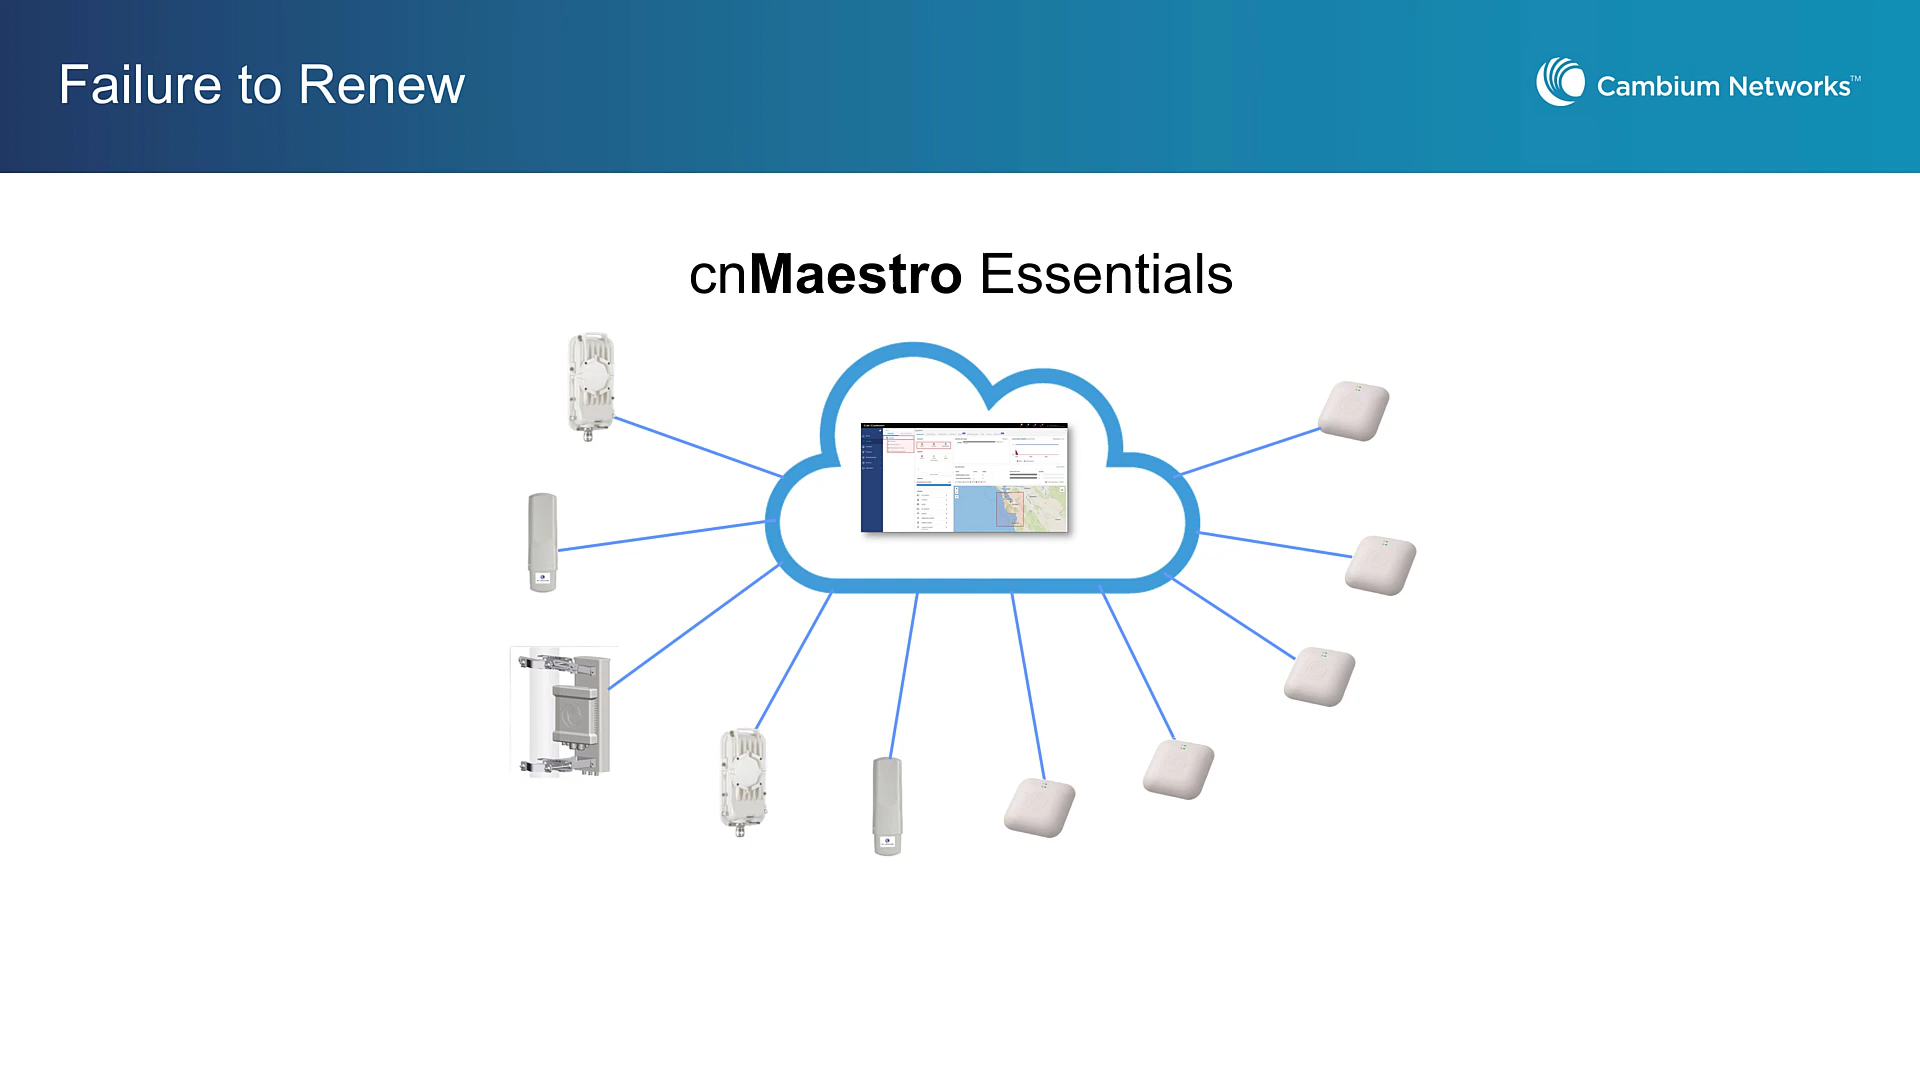 Failure to Renew
Cambium Networks™
cnMaestro Essentials